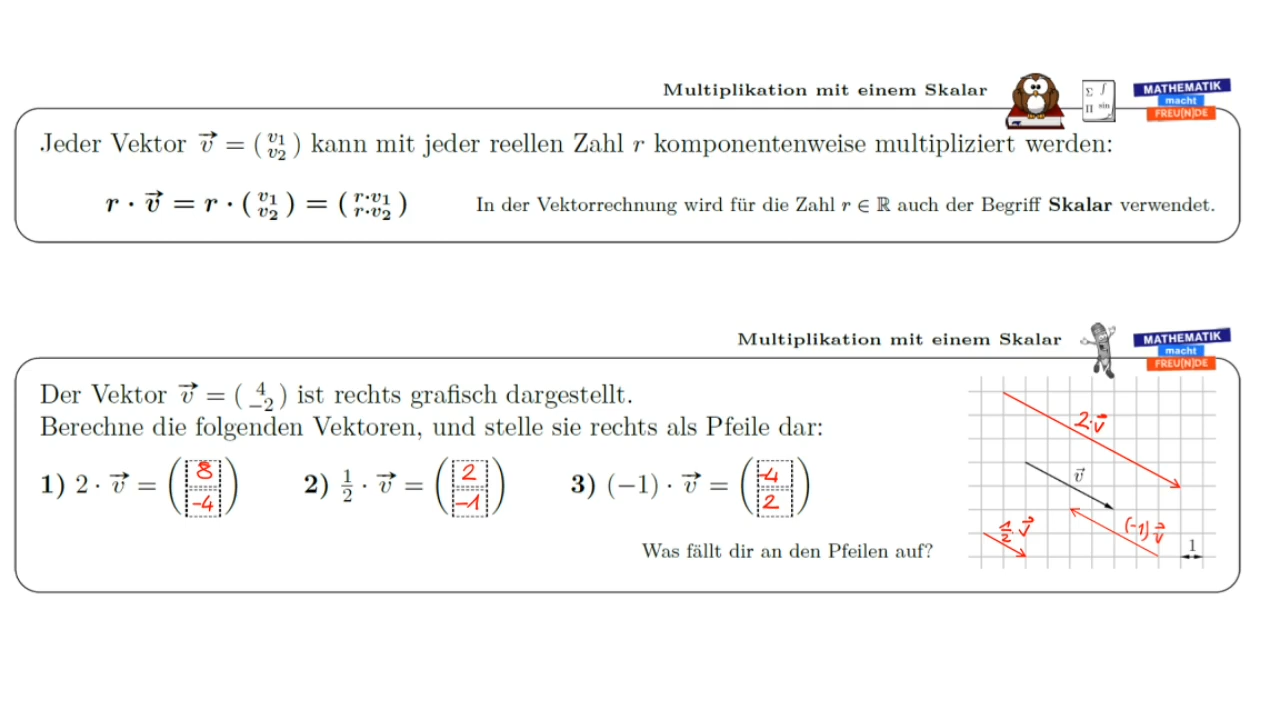 Multiplikation mit einem Skalar
Σ ∫
Π sin
MATHEMATIK
macht
FREU[N]DE
Jeder Vektor v⃗ = (v₁ v₂) kann mit jeder reellen Zahl r komponentenweise multipliziert werden:
r · v⃗ = r · (v₁ v₂) = (r·v₁ r·v₂) In der Vektorrechnung wird für die Zahl r ∈ ℝ auch der Begriff Skalar verwendet.
Multiplikation mit einem Skalar
MATHEMATIK
macht
FREU[N]DE
Der Vektor v⃗ = (4 −2) ist rechts grafisch dargestellt.
Berechne die folgenden Vektoren, und stelle sie rechts als Pfeile dar:
1) 2 · v⃗ = (8 -4) 2) 1/2 · v⃗ = (2 -1) 3) (−1) · v⃗ = (-4 2)
Was fällt dir an den Pfeilen auf?
2·v⃗
v⃗
1/2·v⃗
(-1)·v⃗
1